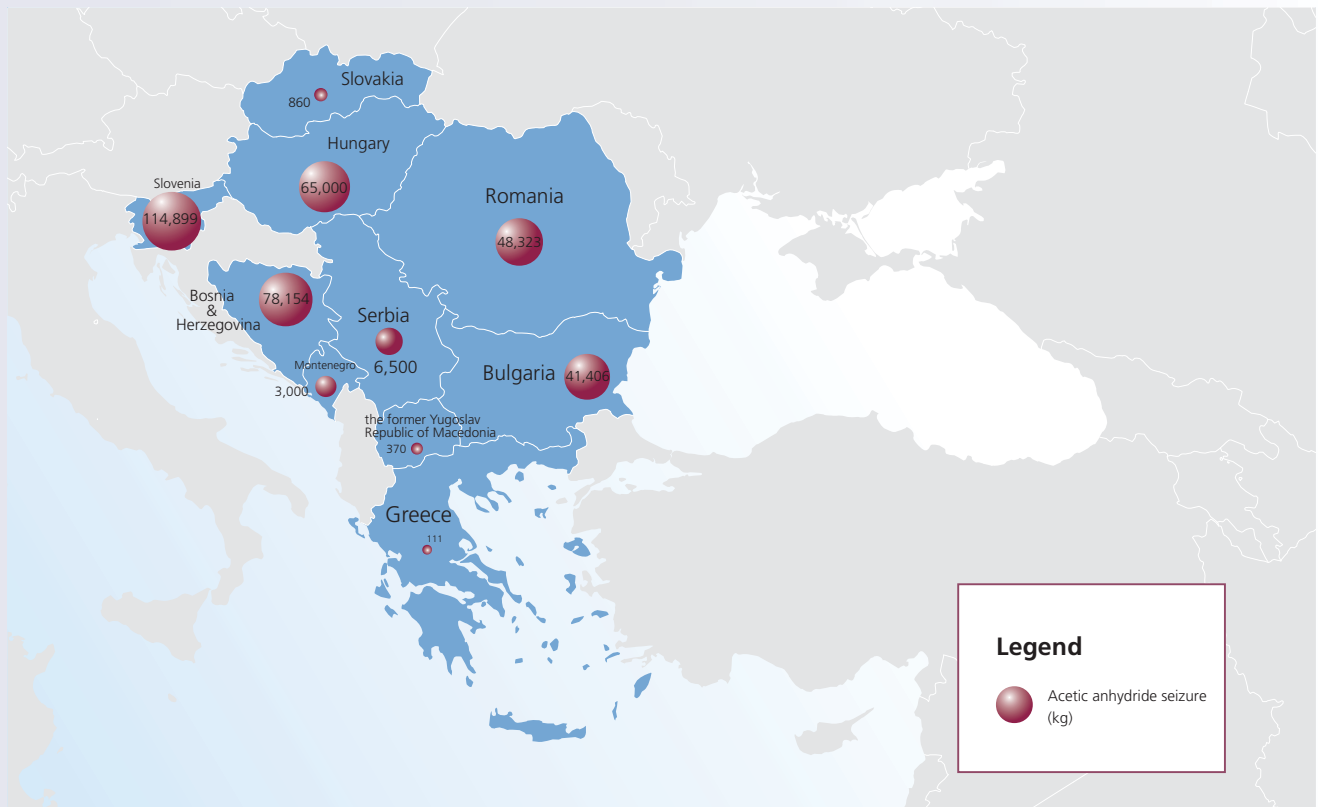 Slovakia
860
Hungary
65,000
Slovenia
114,899
Romania
48,323
Bosnia
&
Herzegovina
78,154
Serbia
6,500
Montenegro
3,000
Bulgaria
41,406
the former Yugoslav
Republic of Macedonia
370
Greece
111
Legend
Acetic anhydride seizure
(kg)